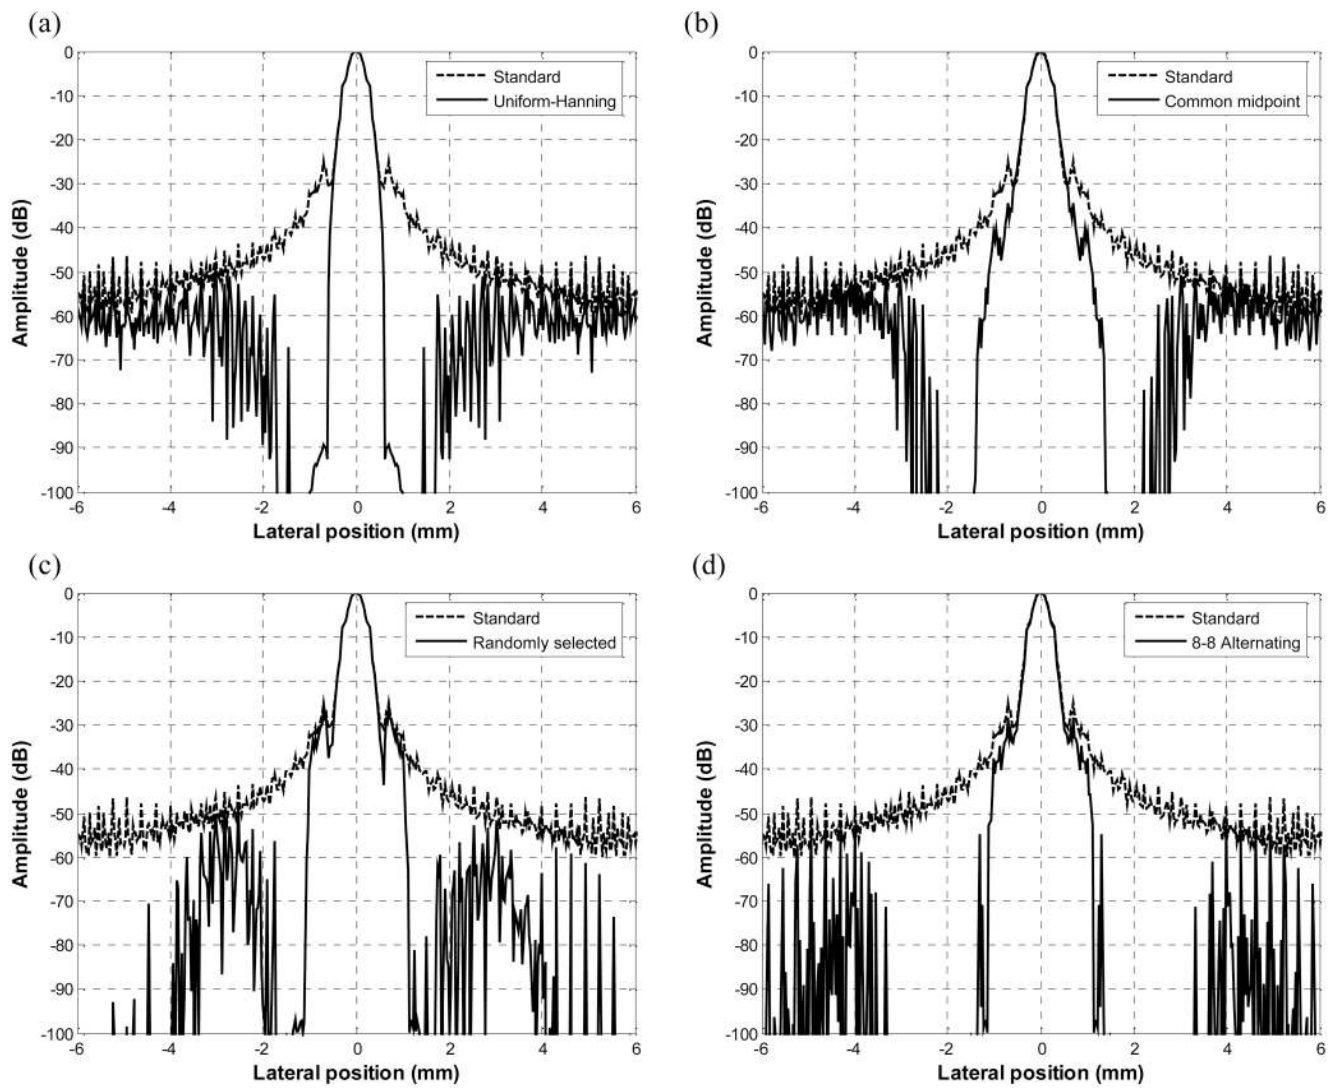 (a)
0
-10
-20
-30
-40
-50
-60
-70
-80
-90
-100
Amplitude (dB)
Standard
Uniform-Hanning
-6 -4 -2 0 2 4 6
Lateral position (mm)
(b)
0
-10
-20
-30
-40
-50
-60
-70
-80
-90
-100
Amplitude (dB)
Standard
Common midpoint
-6 -4 -2 0 2 4 6
Lateral position (mm)
(c)
0
-10
-20
-30
-40
-50
-60
-70
-80
-90
-100
Amplitude (dB)
Standard
Randomly selected
-6 -4 -2 0 2 4 6
Lateral position (mm)
(d)
0
-10
-20
-30
-40
-50
-60
-70
-80
-90
-100
Amplitude (dB)
Standard
8-8 Alternating
-6 -4 -2 0 2 4 6
Lateral position (mm)